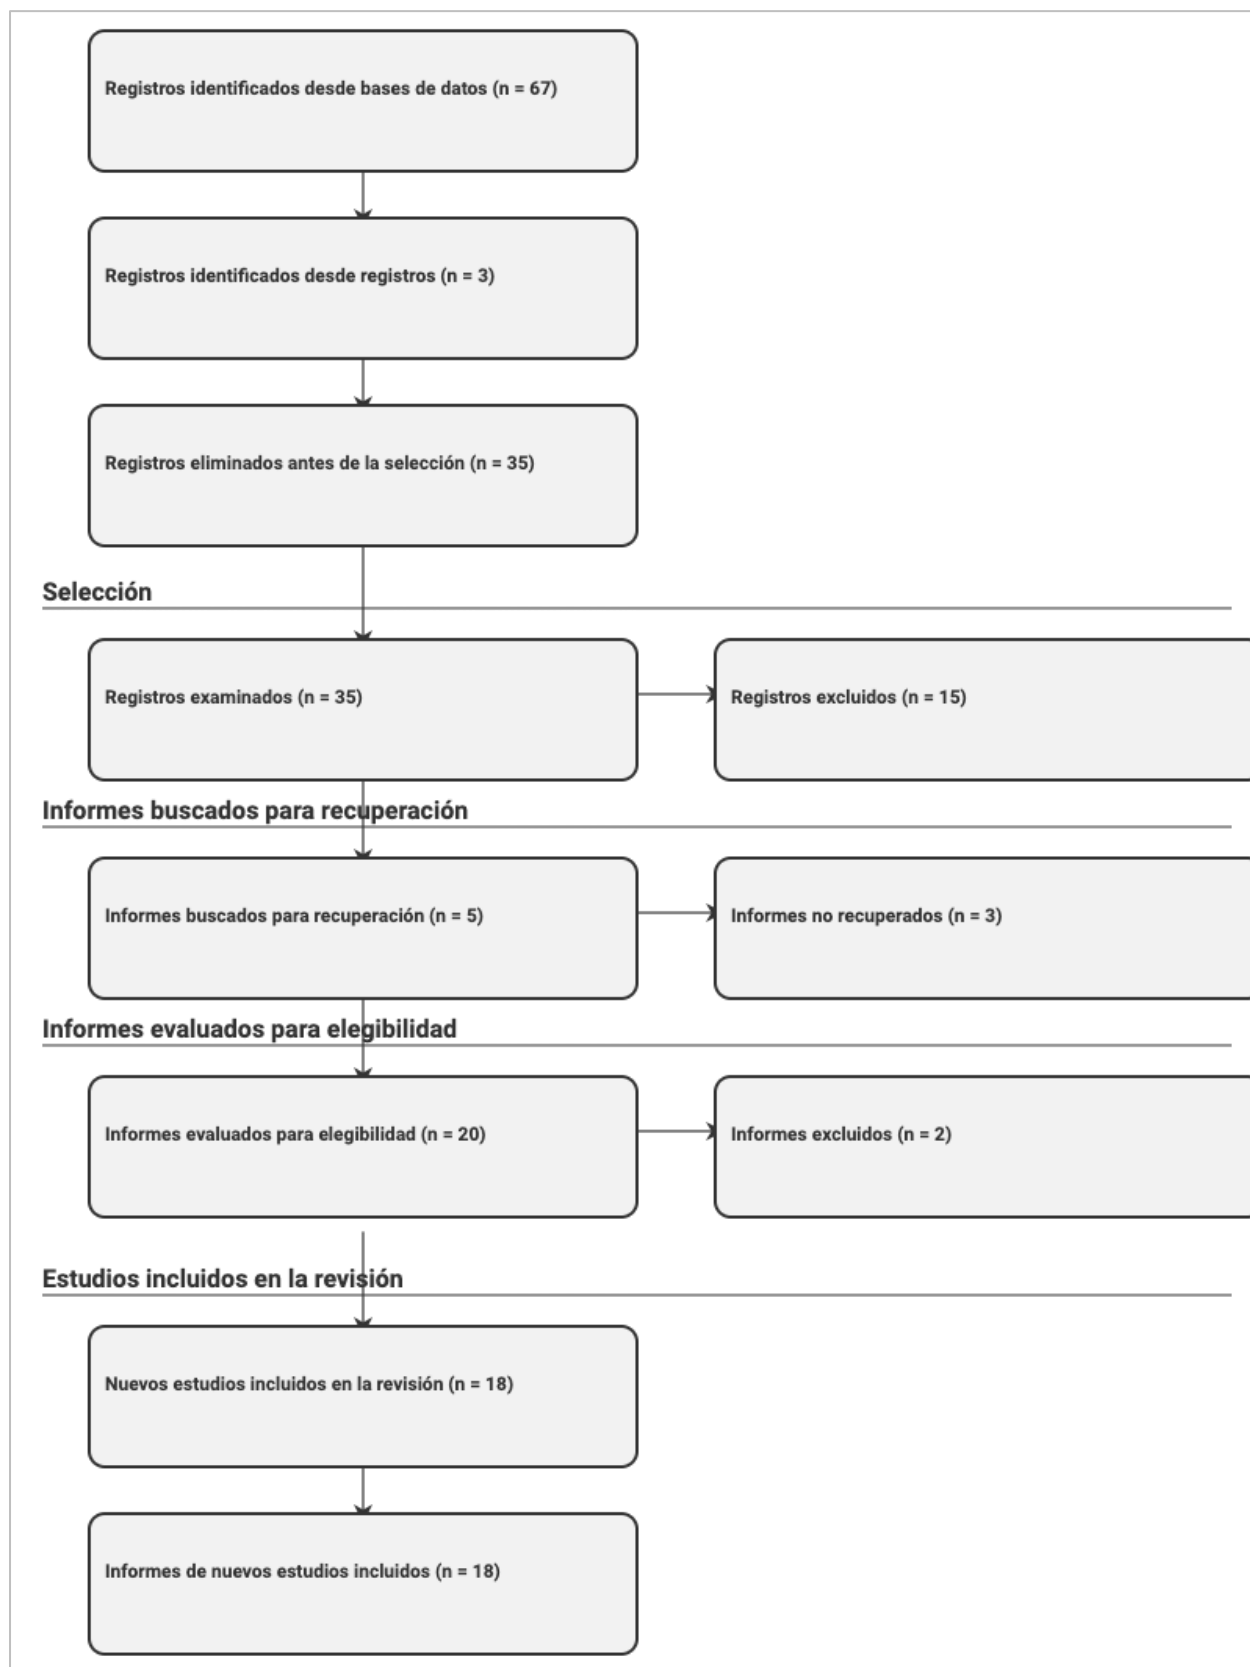 Registros identificados desde bases de datos (n = 67)
Registros identificados desde registros (n = 3)
Registros eliminados antes de la selección (n = 35)
Selección
Registros examinados (n = 35)
Registros excluidos (n = 15)
Informes buscados para recuperación
Informes buscados para recuperación (n = 5)
Informes no recuperados (n = 3)
Informes evaluados para elegibilidad
Informes evaluados para elegibilidad (n = 20)
Informes excluidos (n = 2)
Estudios incluidos en la revisión
Nuevos estudios incluidos en la revisión (n = 18)
Informes de nuevos estudios incluidos (n = 18)